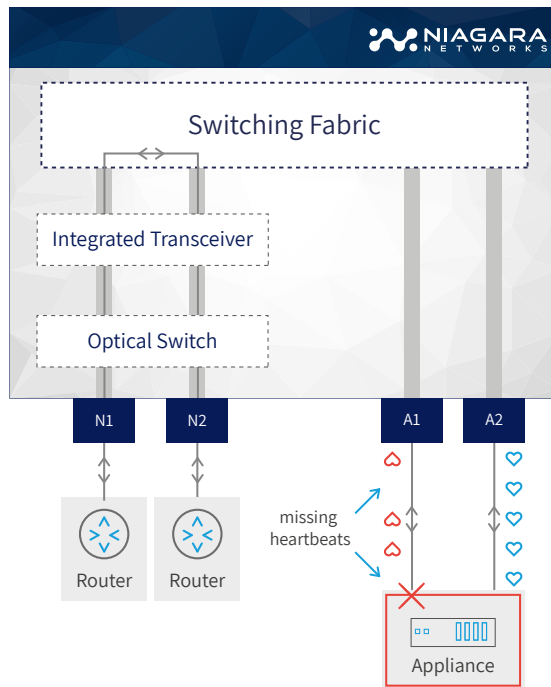 NIAGARA
NETWORKS
Switching Fabric
Integrated Transceiver
Optical Switch
N1
N2
A1
A2
missing
heartbeats
Router
Router
Appliance